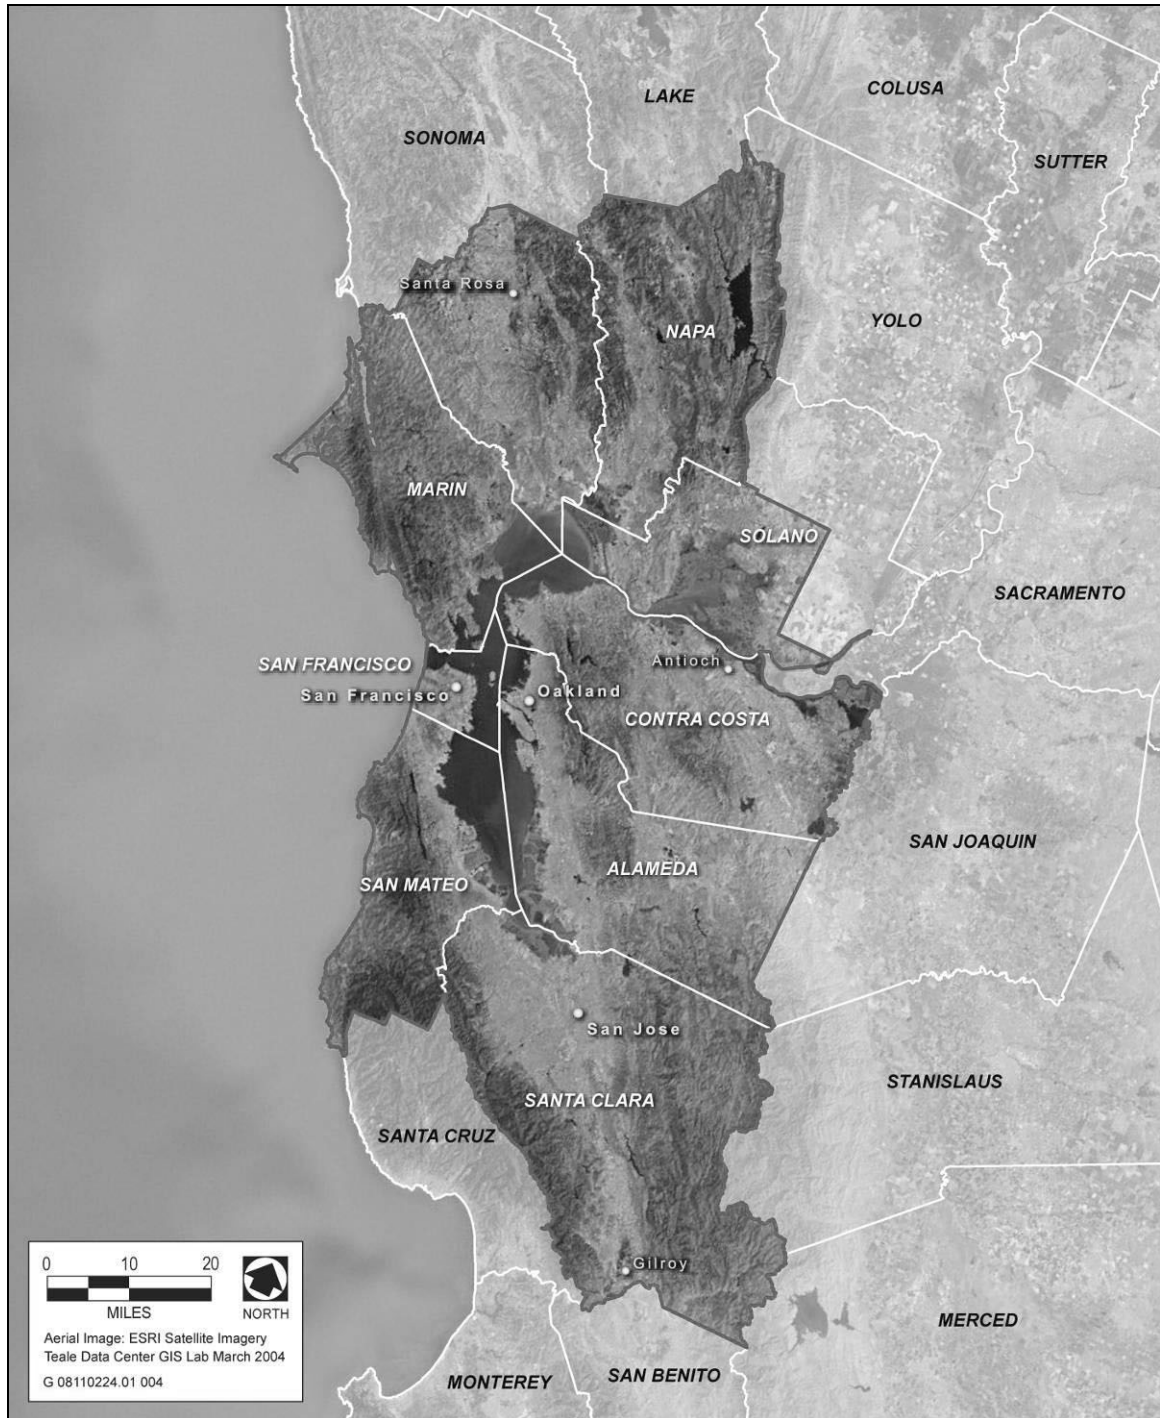 COLUSA
LAKE
SONOMA
SUTTER
Santa Rosa
NAPA
YOLO
MARIN
SOLANO
SACRAMENTO
SAN FRANCISCO
Antioch
San Francisco
Oakland
CONTRA COSTA
SAN JOAQUIN
ALAMEDA
SAN MATEO
San Jose
STANISLAUS
SANTA CLARA
SANTA CRUZ
Gilroy
MERCED
SAN BENITO
MONTEREY
0 10 20
MILES
NORTH
Aerial Image: ESRI Satellite Imagery
Teale Data Center GIS Lab March 2004
G 08110224.01 004